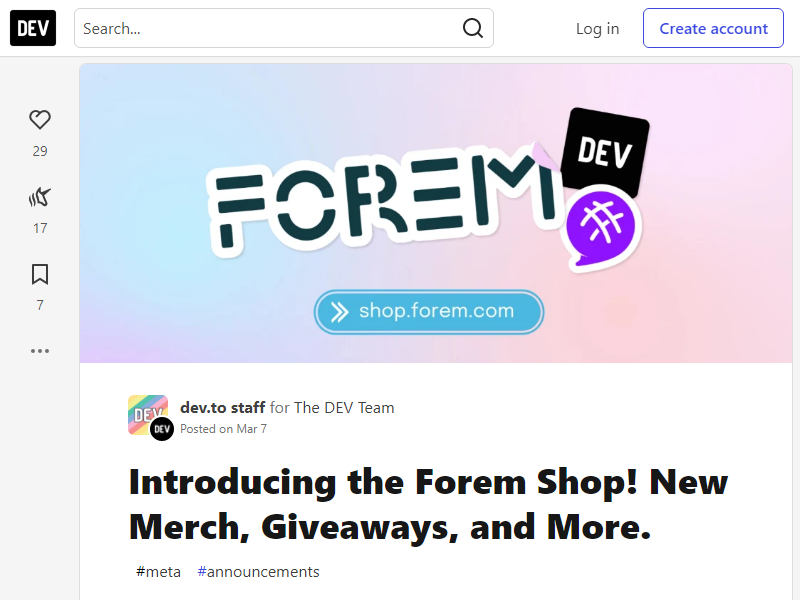 DEV
Search...
Log in
Create account
29
17
7
FOREM
DEV
shop.forem.com
DEV
DEV
dev.to staff for The DEV Team
Posted on Mar 7
Introducing the Forem Shop! New
Merch, Giveaways, and More.
#meta #announcements